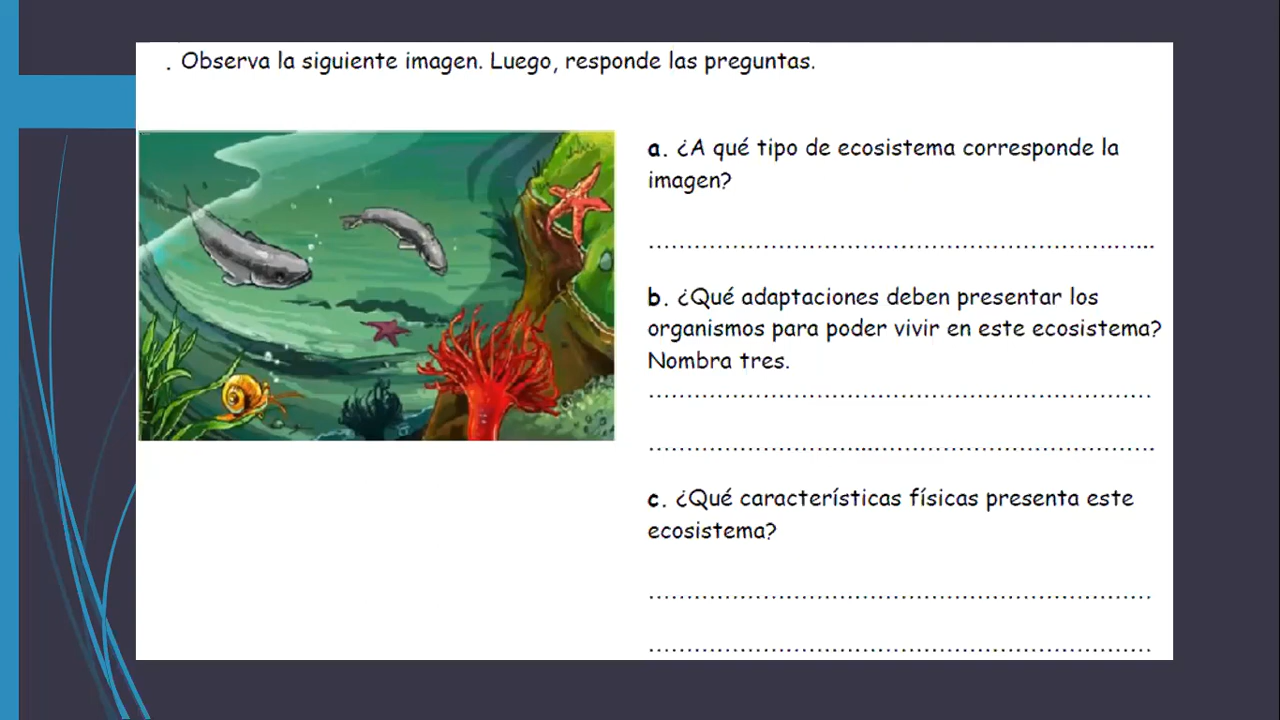 . Observa la siguiente imagen. Luego, responde las preguntas.
a. ¿A qué tipo de ecosistema corresponde la
imagen?
……………………………………………………………….…...
b. ¿Qué adaptaciones deben presentar los
organismos para poder vivir en este ecosistema?
Nombra tres.
……………………………………………………………………
…………………………...…………………………………….
c. ¿Qué características físicas presenta este
ecosistema?
……………………………………………………………………
……………………………………………………………………